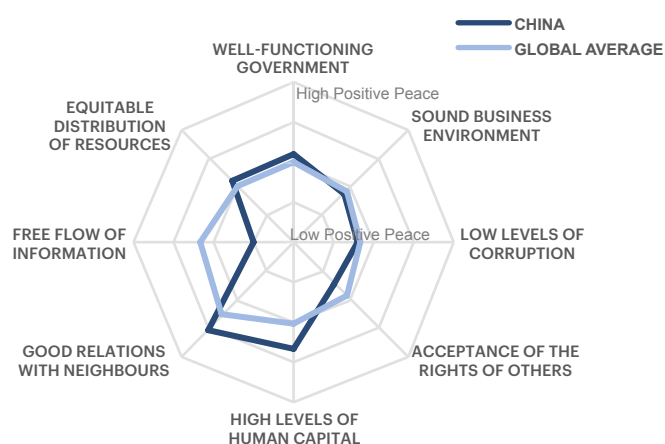 CHINA
GLOBAL AVERAGE
WELL-FUNCTIONING
GOVERNMENT
High Positive Peace
EQUITABLE
DISTRIBUTION
OF RESOURCES
SOUND BUSINESS
ENVIRONMENT
FREE FLOW OF
INFORMATION
Low Positive Peace
LOW LEVELS OF
CORRUPTION
GOOD RELATIONS
WITH NEIGHBOURS
ACCEPTANCE OF THE
RIGHTS OF OTHERS
HIGH LEVELS OF
HUMAN CAPITAL